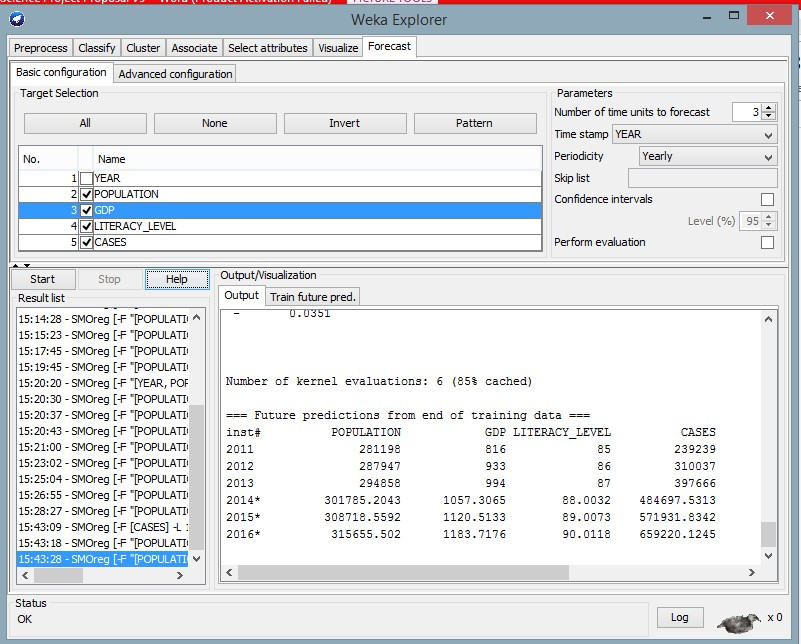 Science Project Proposal v9 - Word (Product Activation Failed) PICTURE TOOLS
Weka Explorer
Preprocess Classify Cluster Associate Select attributes Visualize Forecast
Basic configuration Advanced configuration
Target Selection
All None Invert Pattern
No. Name
1 YEAR
2 POPULATION
3 GDP
4 LITERACY_LEVEL
5 CASES
Parameters
Number of time units to forecast 3
Time stamp YEAR
Periodicity Yearly
Skip list
Confidence intervals
Level (%) 95
Perform evaluation
Start Stop Help
Result list
15:14:28 - SMOreg [-F "[POPULATI
15:15:23 - SMOreg [-F "[POPULATI
15:17:45 - SMOreg [-F "[POPULATI
15:19:45 - SMOreg [-F "[POPULATI
15:20:20 - SMOreg [-F "[YEAR, POF
15:20:30 - SMOreg [-F "[POPULATI
15:20:37 - SMOreg [-F "[POPULATI
15:20:43 - SMOreg [-F "[POPULATI
15:21:00 - SMOreg [-F "[POPULATI
15:23:02 - SMOreg [-F "[POPULATI
15:25:04 - SMOreg [-F "[POPULATI
15:26:55 - SMOreg [-F "[POPULATI
15:28:27 - SMOreg [-F "[POPULATI
15:43:09 - SMOreg [-F [CASES] -L 1
15:43:18 - SMOreg [-F "[POPULATI
15:43:28 - SMOreg [-F "[POPULATI
Output/Visualization
Output Train future pred.
- 0.0351
Number of kernel evaluations: 6 (85% cached)
=== Future predictions from end of training data ===
inst# POPULATION GDP LITERACY_LEVEL CASES
2011 281198 816 85 239239
2012 287947 933 86 310037
2013 294858 994 87 397666
2014* 301785.2043 1057.3065 88.0032 484697.5313
2015* 308718.5592 1120.5133 89.0073 571931.8342
2016* 315655.502 1183.7176 90.0118 659220.1245
Status
OK
Log
x 0